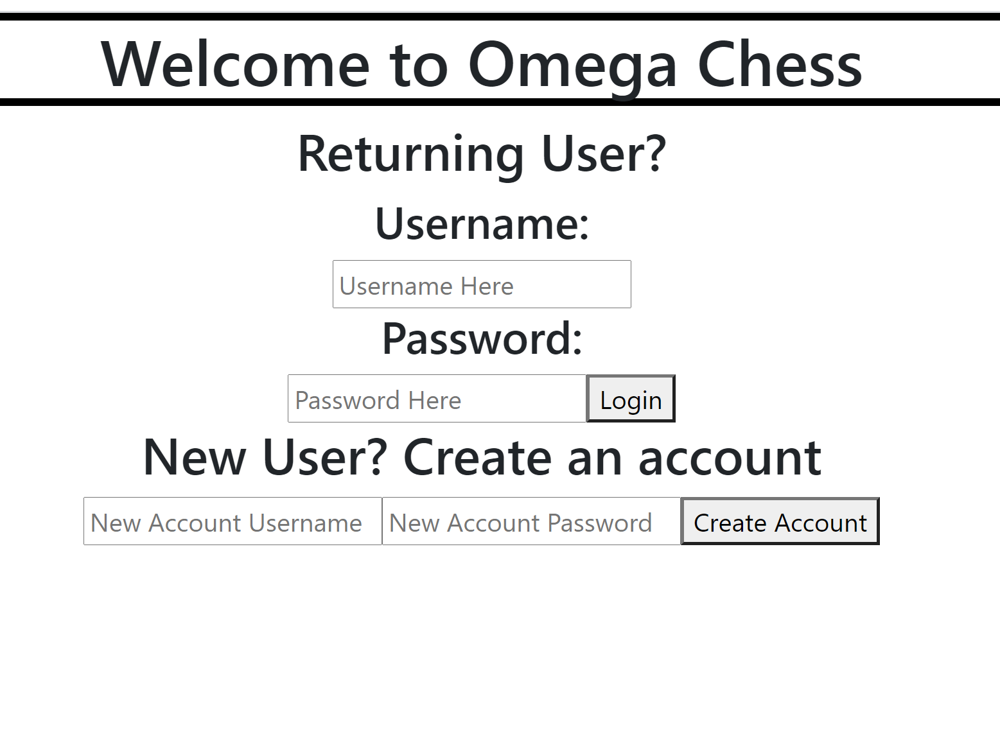 Welcome to Omega Chess
Returning User?
Username:
Username Here
Password:
Password Here Login
New User? Create an account
New Account Username New Account Password Create Account